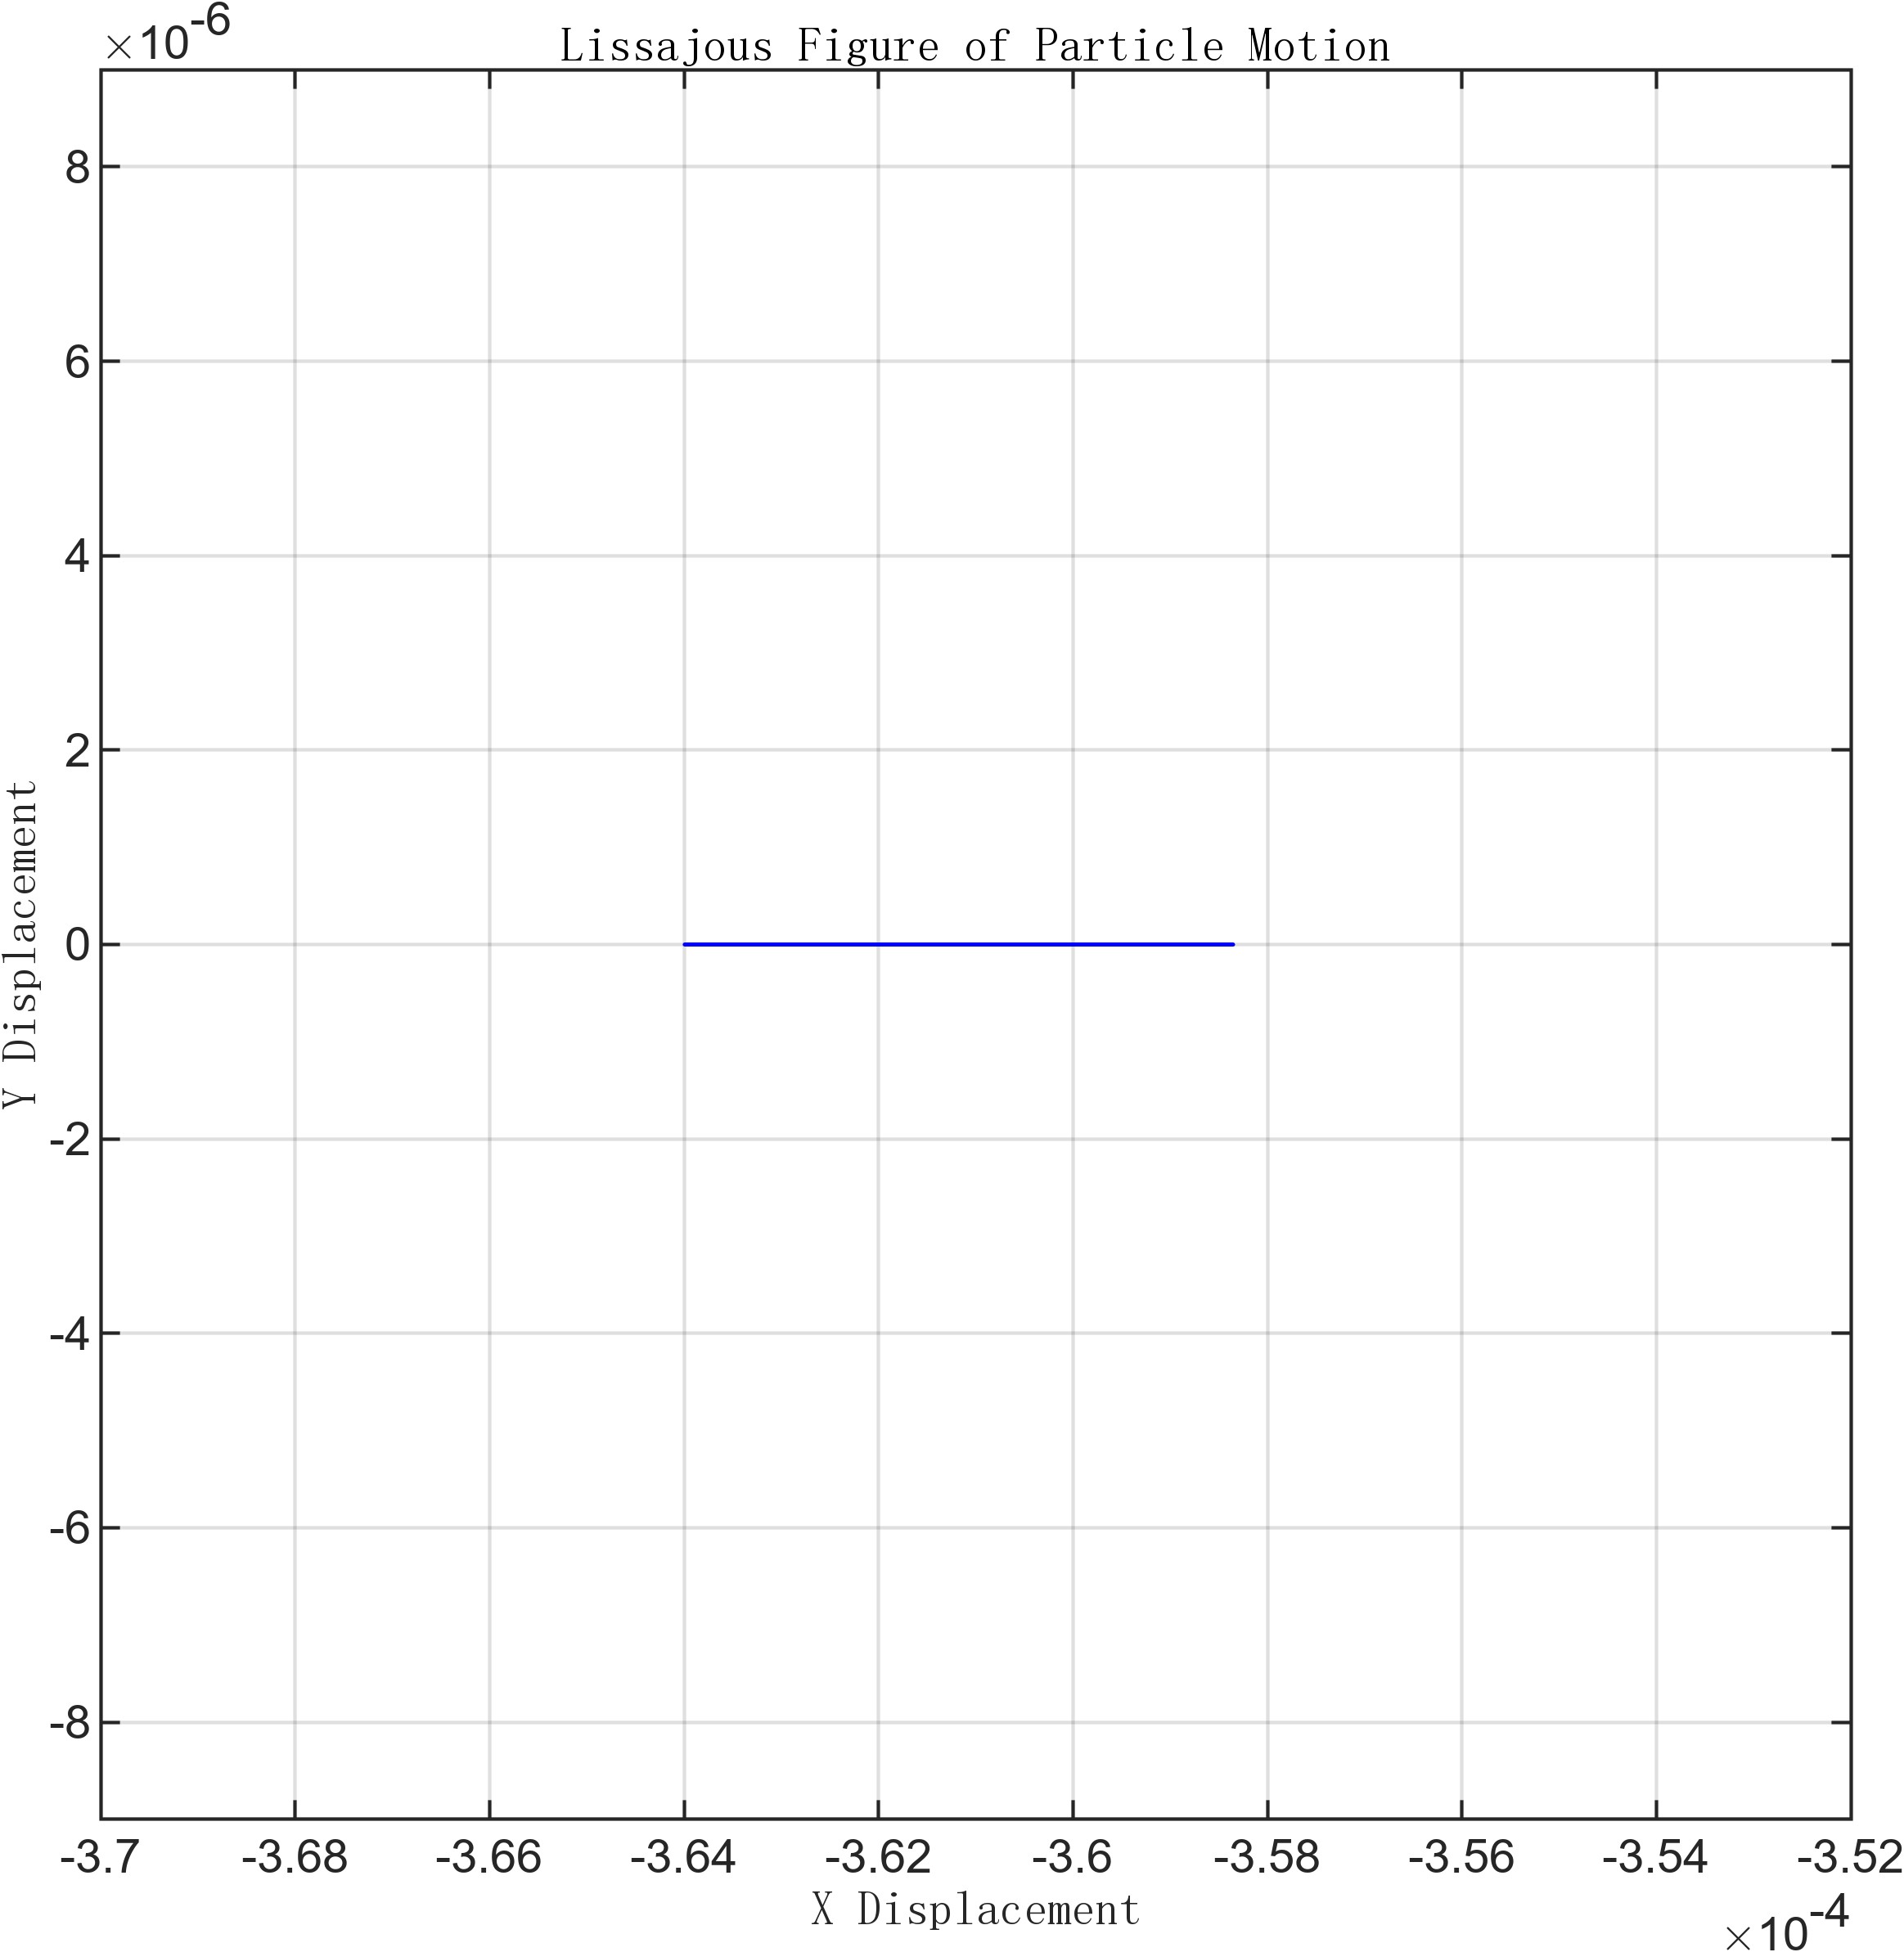 ×10-6
Lissajous Figure of Particle Motion
8
6
4
2
0
-2
-4
-6
-8
Y Displacement
-3.7 -3.68 -3.66 -3.64 -3.62 -3.6 -3.58 -3.56 -3.54 -3.52
X Displacement
×10-4